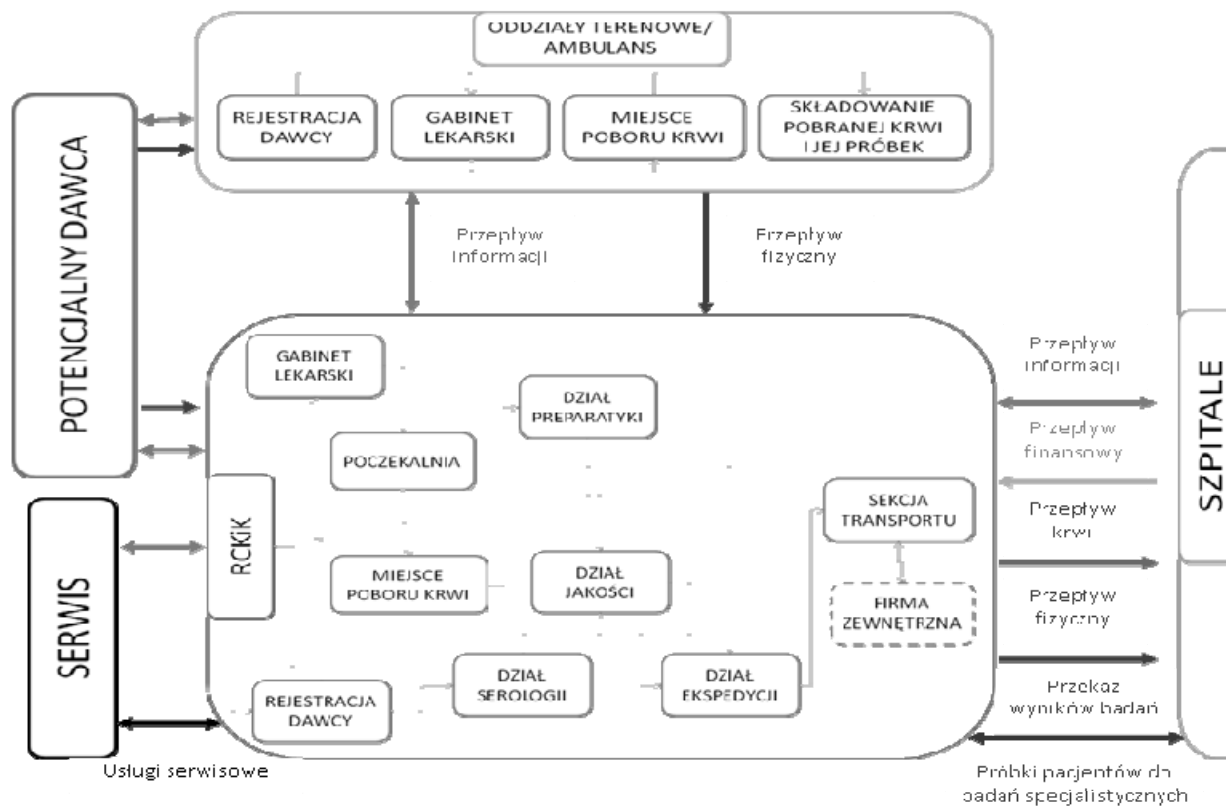 ODDZIAŁY TERENOWE/
AMBULANS
REJESTRACJA
DAWCY
GABINET
LEKARSKI
MIEJSCE
POBORU KRWI
SKŁADOWANIE
POBRANEJ KRWI
I JEJ PRÓBEK
POTENCJALNY DAWCA
Przepływ
informacji
Przepływ
fizyczny
GABINET
LEKARSKI
DZIAŁ
PREPARATYKI
POCZEKALNIA
RCKiK
MIEJSCE
POBORU KRWI
DZIAŁ
JAKOŚCI
SEKCJA
TRANSPORTU
FIRMA
ZEWNĘTRZNA
REJESTRACJA
DAWCY
DZIAŁ
SEROLOGII
DZIAŁ
EKSPEDYCJI
SERWIS
Usługi serwisowe
Przepływ
informacji
Przepływ
finansowy
Przepływ
krwi
Przepływ
fizyczny
Przekaz
wyników badań
Próbki pacjentów do
badań specjalistycznych
SZPITALE